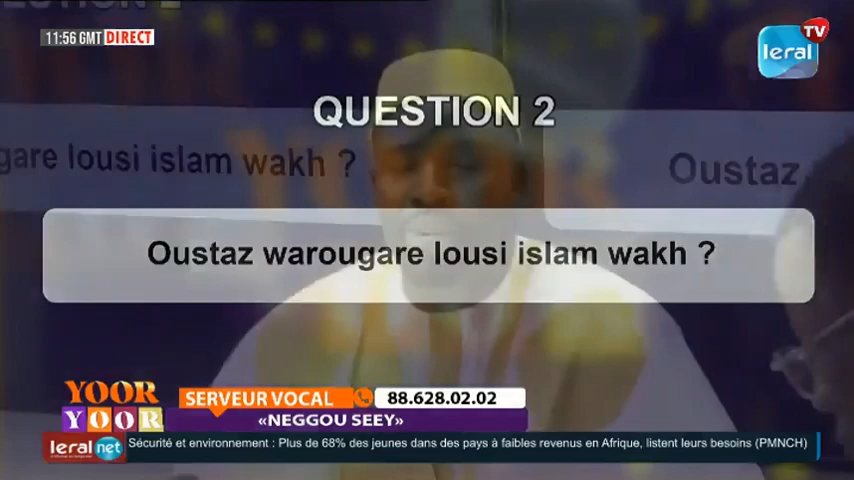 11:56 GMT DIRECT
leral TV
QUESTION 2
gare lousi islam wakh ?
Oustaz
Oustaz warougare lousi islam wakh ?
YOOR
YOOR
SERVEUR VOCAL 88.628.02.02
«NEGGOU SEEY»
leral net
Sécurité et environnement : Plus de 68% des jeunes dans des pays à faibles revenus en Afrique, listent leurs besoins (PMNCH)